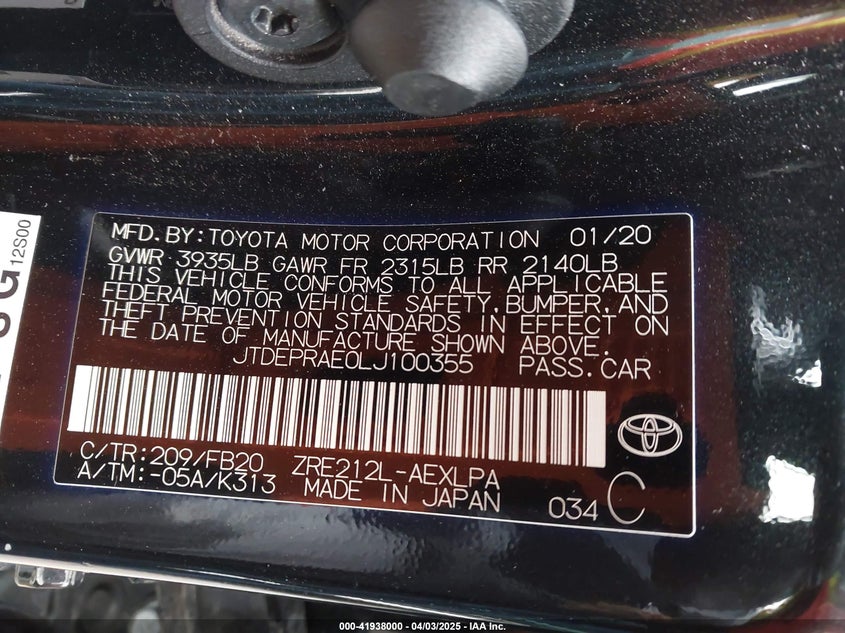 MFD.BY:TOYOTA MOTOR CORPORATION 01/20
GVWR 3935LB GAWR FR 2315LB RR 2140LB
THIS VEHICLE CONFORMS TO ALL APPLICABLE
FEDERAL MOTOR VEHICLE SAFETY,BUMPER,AND
THEFT PREVENTION STANDARDS IN EFFECT ON
THE DATE OF MANUFACTURE SHOWN ABOVE.
JTDEPRAE0LJ100355 PASS.CAR
C/TR:209/FB20 ZRE212L-AEXLPA
A/TM:-05A/K313 MADE IN JAPAN 034 C
12S00
000-41938000 - 04/03/2025 - IAA Inc.